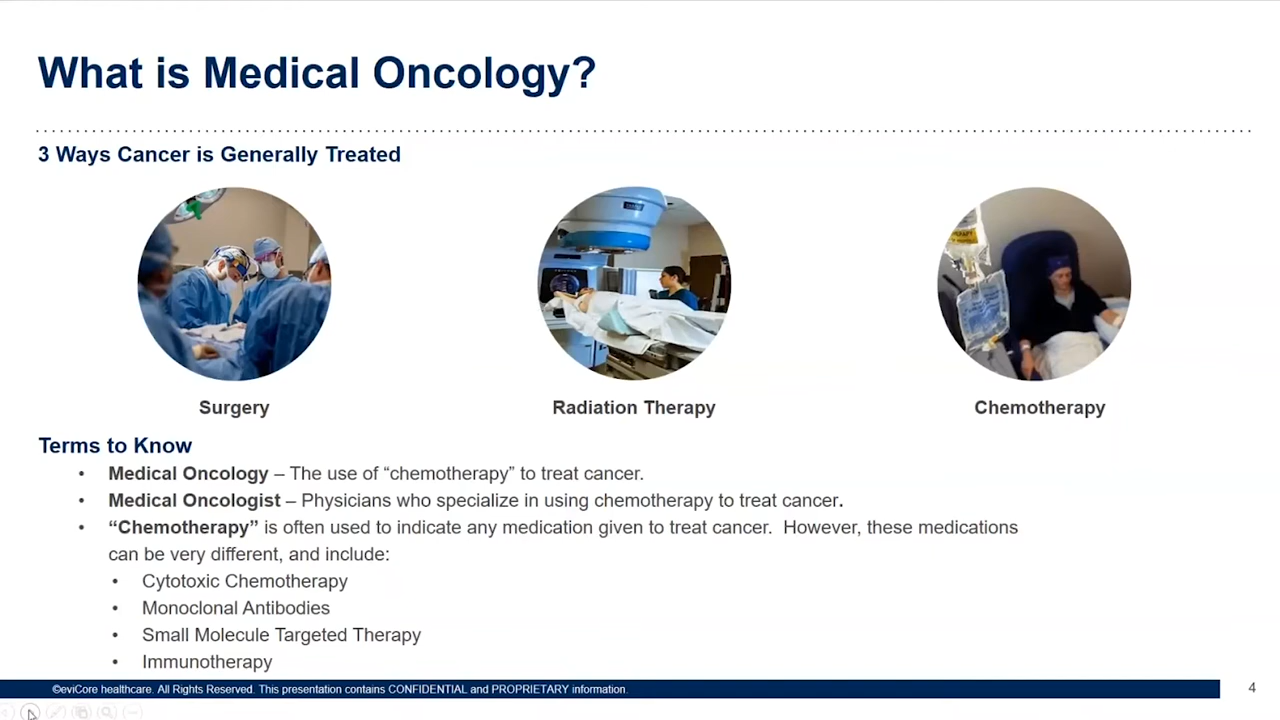 What is Medical Oncology?
3 Ways Cancer is Generally Treated
Surgery
Radiation Therapy
Chemotherapy
Terms to Know
• Medical Oncology – The use of “chemotherapy” to treat cancer.
• Medical Oncologist – Physicians who specialize in using chemotherapy to treat cancer.
• “Chemotherapy” is often used to indicate any medication given to treat cancer.  However, these medications
can be very different, and include:
• Cytotoxic Chemotherapy
• Monoclonal Antibodies
• Small Molecule Targeted Therapy
• Immunotherapy
©eviCore healthcare. All Rights Reserved. This presentation contains CONFIDENTIAL and PROPRIETARY information.
4